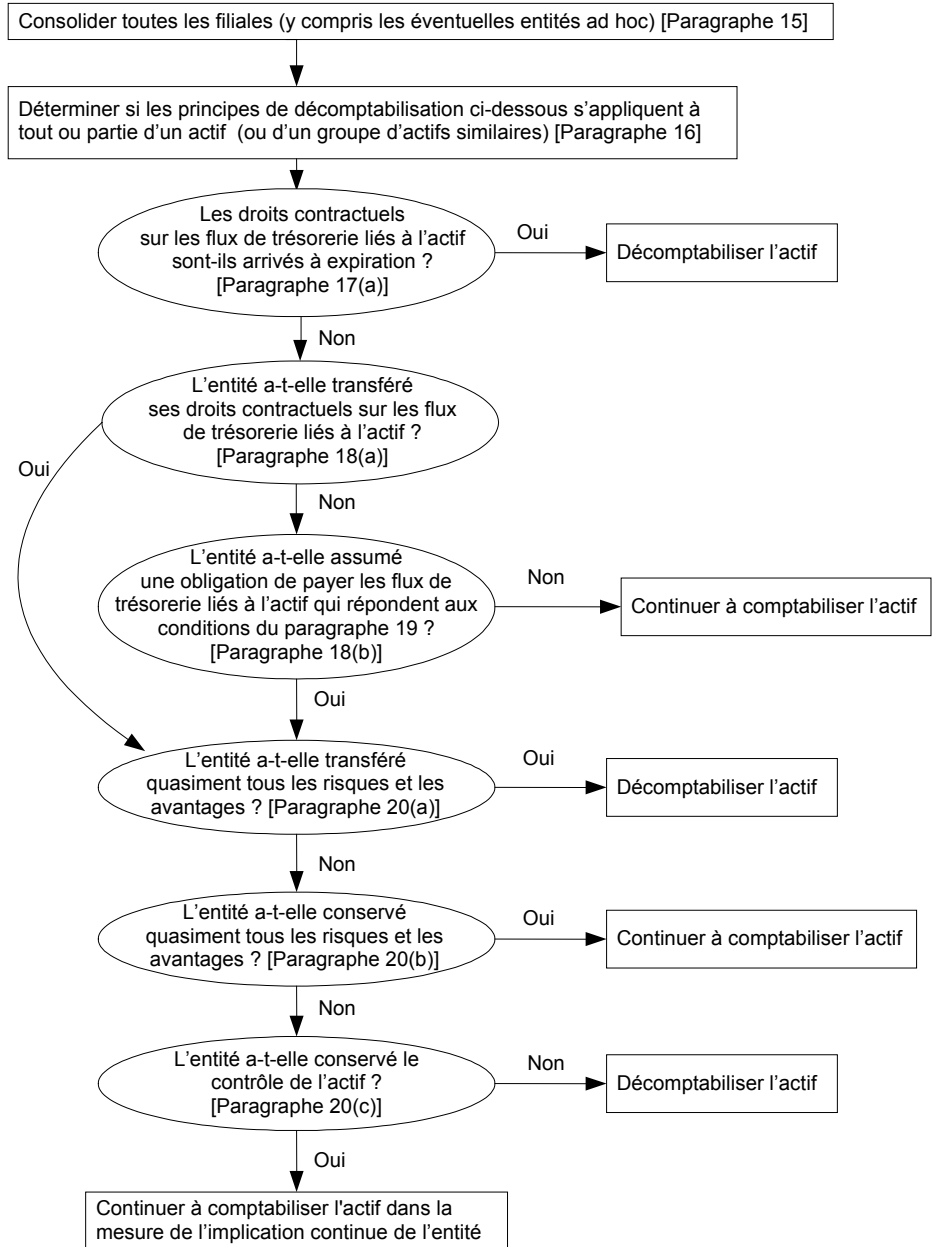 Consolider toutes les filiales (y compris les éventuelles entités ad hoc) [Paragraphe 15]
Déterminer si les principes de décomptabilisation ci-dessous s’appliquent à
tout ou partie d’un actif (ou d’un groupe d’actifs similaires) [Paragraphe 16]
Les droits contractuels
sur les flux de trésorerie liés à l’actif
sont-ils arrivés à expiration ?
[Paragraphe 17(a)]
Oui
Décomptabiliser l’actif
Non
L’entité a-t-elle transféré
ses droits contractuels sur les flux
de trésorerie liés à l’actif ?
[Paragraphe 18(a)]
Oui
Non
L’entité a-t-elle assumé
une obligation de payer les flux de
trésorerie liés à l’actif qui répondent aux
conditions du paragraphe 19 ?
[Paragraphe 18(b)]
Non
Continuer à comptabiliser l’actif
Oui
L’entité a-t-elle transféré
quasiment tous les risques et les
avantages ? [Paragraphe 20(a)]
Oui
Décomptabiliser l’actif
Non
L’entité a-t-elle conservé
quasiment tous les risques et les
avantages ? [Paragraphe 20(b)]
Oui
Continuer à comptabiliser l’actif
Non
L’entité a-t-elle conservé le
contrôle de l’actif ?
[Paragraphe 20(c)]
Non
Décomptabiliser l’actif
Oui
Continuer à comptabiliser l'actif dans la
mesure de l’implication continue de l’entité